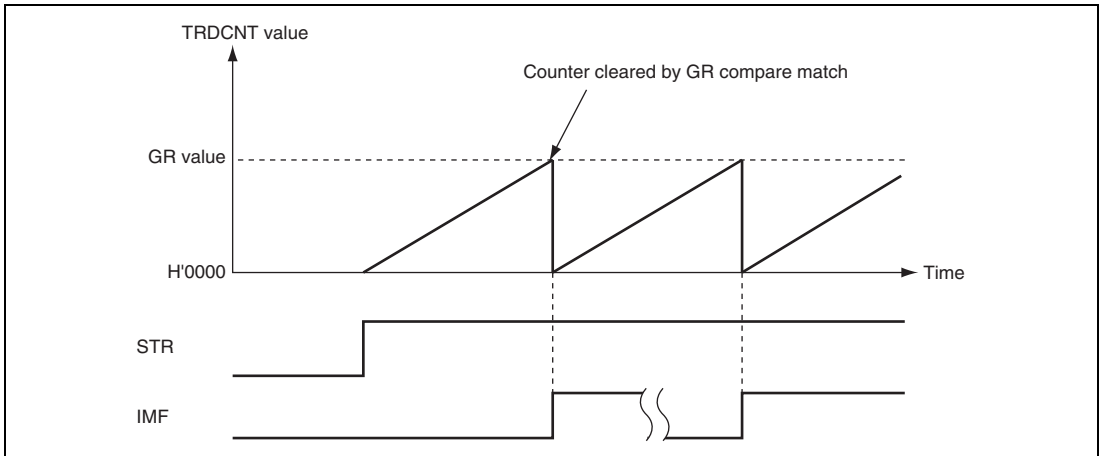 TRDCNT value
Counter cleared by GR compare match
GR value
H'0000
Time
STR
IMF